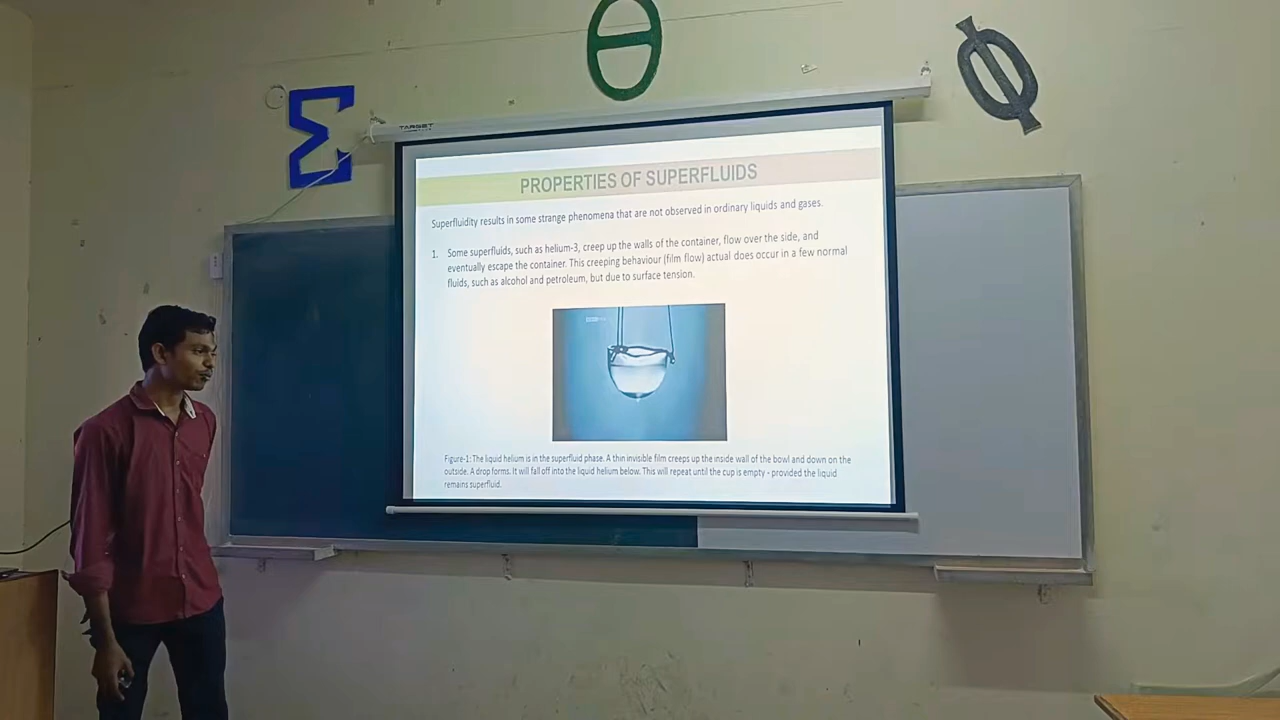 Σ
Θ
Φ
TARGET
PROPERTIES OF SUPERFLUIDS
Superfluidity results in some strange phenomena that are not observed in ordinary liquids and gases.
1. Some superfluids, such as helium-3, creep up the walls of the container, flow over the side, and
eventually escape the container. This creeping behaviour (film flow) actual does occur in a few normal
fluids, such as alcohol and petroleum, but due to surface tension.
Figure-1: The liquid helium is in the superfluid phase. A thin invisible film creeps up the inside wall of the bowl and down on the
outside. A drop forms. It will fall off into the liquid helium below. This will repeat until the cup is empty - provided the liquid
remains superfluid.